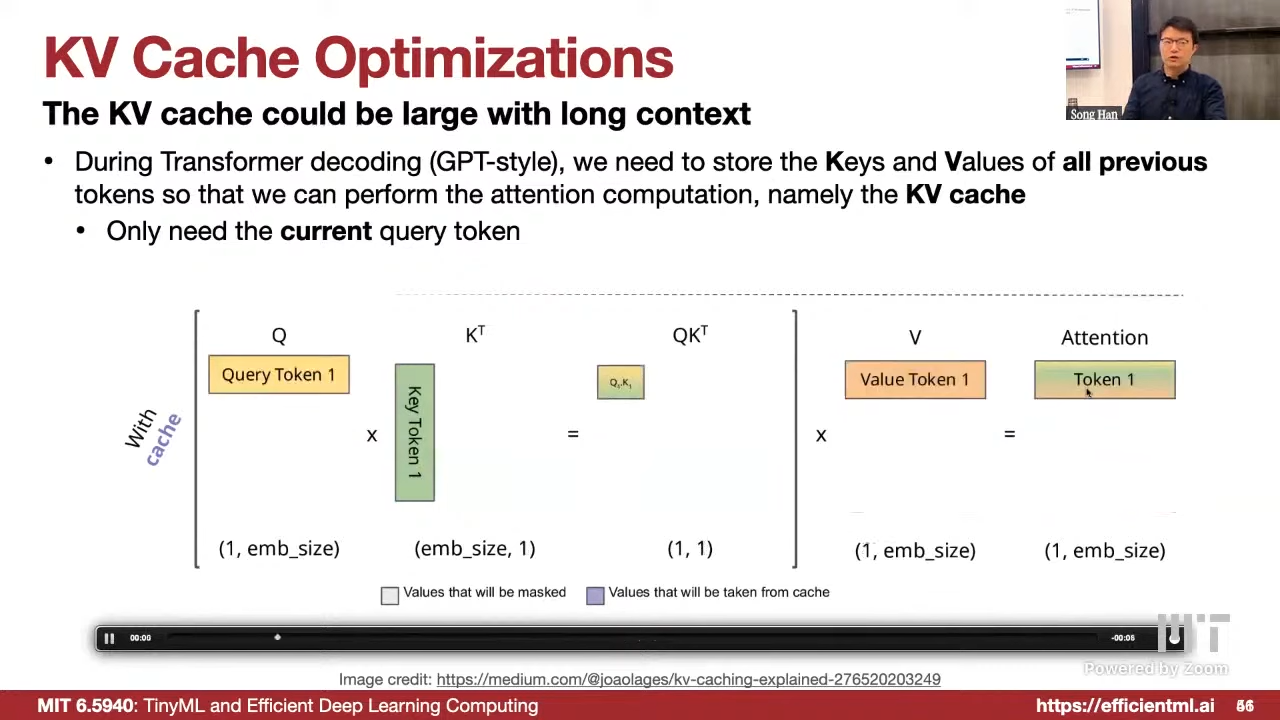 KV Cache Optimizations
Song Han
The KV cache could be large with long context
• During Transformer decoding (GPT-style), we need to store the Keys and Values of all previous
tokens so that we can perform the attention computation, namely the KV cache
• Only need the current query token
Q
K^T
QK^T
V
Attention
Query Token 1
Key Token 1
Q₁.K₁
Value Token 1
Token 1
With
cache
x
=
x
=
(1, emb_size)
(emb_size, 1)
(1, 1)
(1, emb_size)
(1, emb_size)
Values that will be masked
Values that will be taken from cache
00:00
-00:06
MIT
Powered by Zoom
Image credit: https://medium.com/@joaolages/kv-caching-explained-276520203249
MIT 6.5940: TinyML and Efficient Deep Learning Computing
https://efficientml.ai